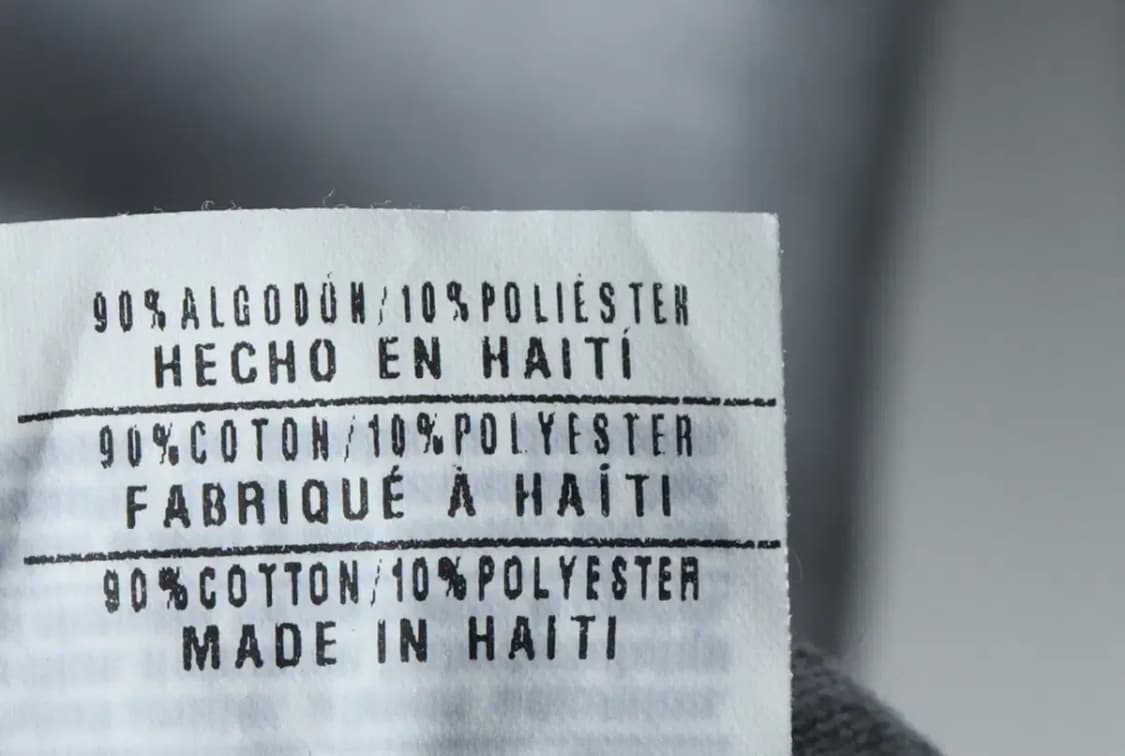 90%ALGODÓN/10%POLIÉSTER
HECHO EN HAITÍ
90%COTON/10%POLYESTER
FABRIQUÉ À HAÏTI
90%COTTON/10%POLYESTER
MADE IN HAITI